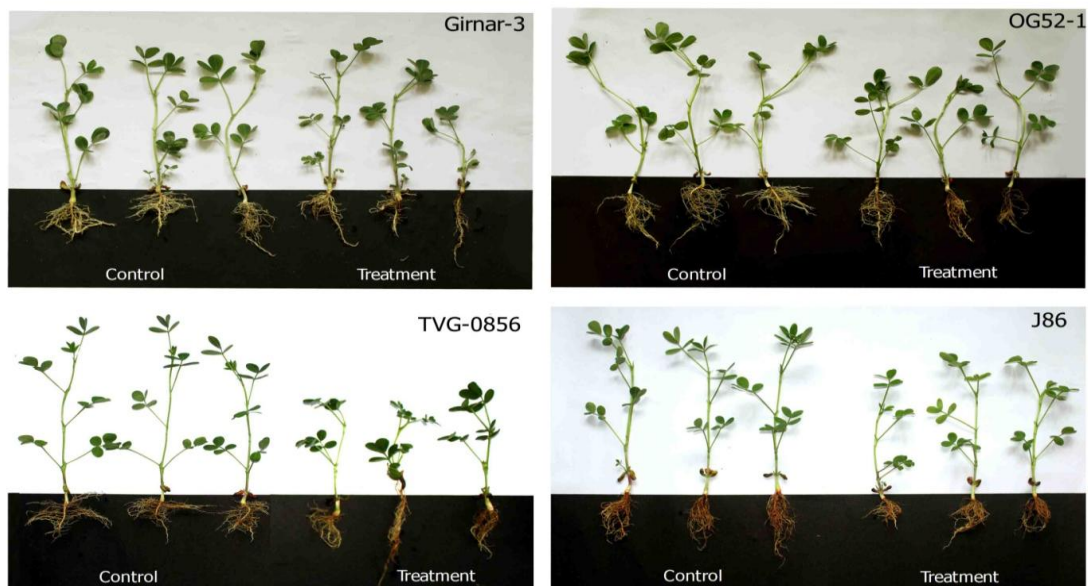 Girnar-3
Control
Treatment
OG52-1
Control
Treatment
TVG-0856
Control
Treatment
J86
Control
Treatment